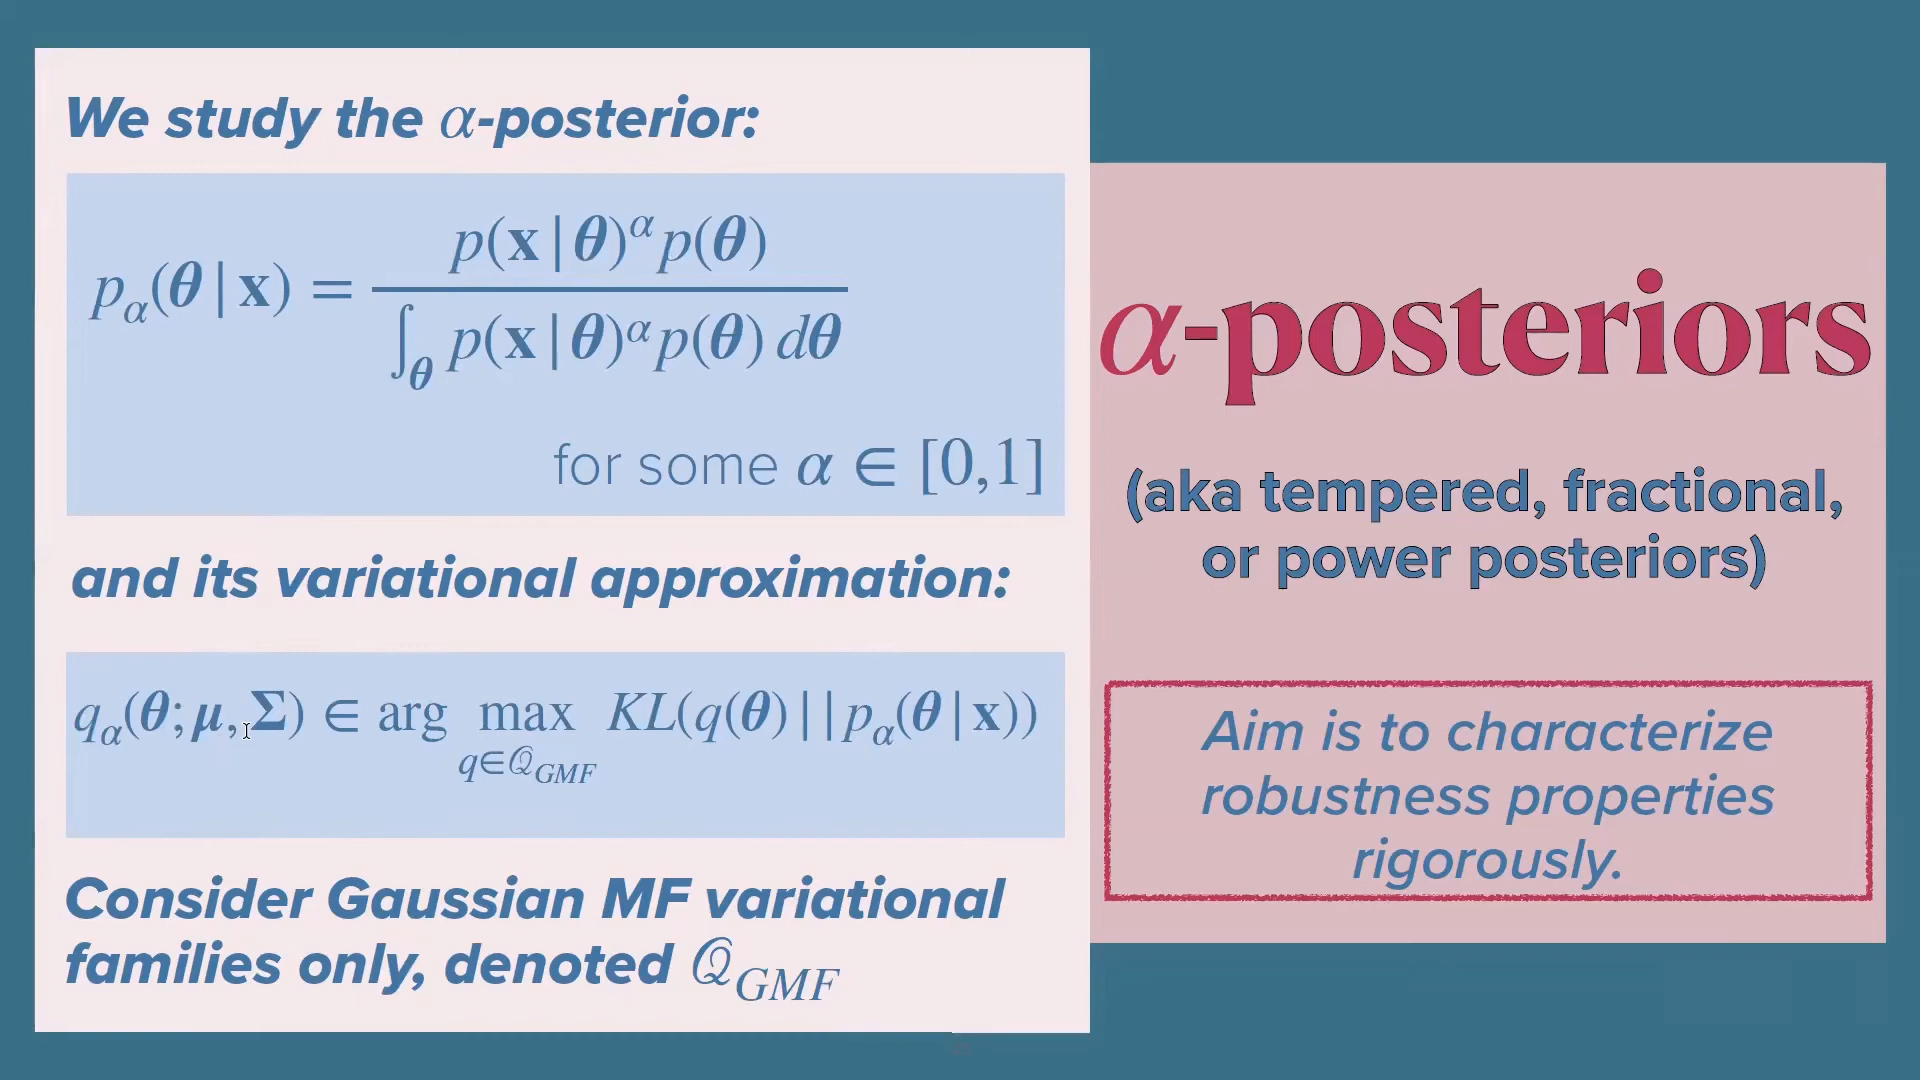 We study the α-posterior:
p_α(θ | x) = p(x | θ)^α p(θ) / ∫_θ p(x | θ)^α p(θ) dθ
for some α ∈ [0,1]
and its variational approximation:
q_α(θ; μ, Σ) ∈ arg max_{q∈𝒬_GMF} KL(q(θ) || p_α(θ | x))
Consider Gaussian MF variational
families only, denoted 𝒬_GMF
α-posteriors
(aka tempered, fractional,
or power posteriors)
Aim is to characterize
robustness properties
rigorously.